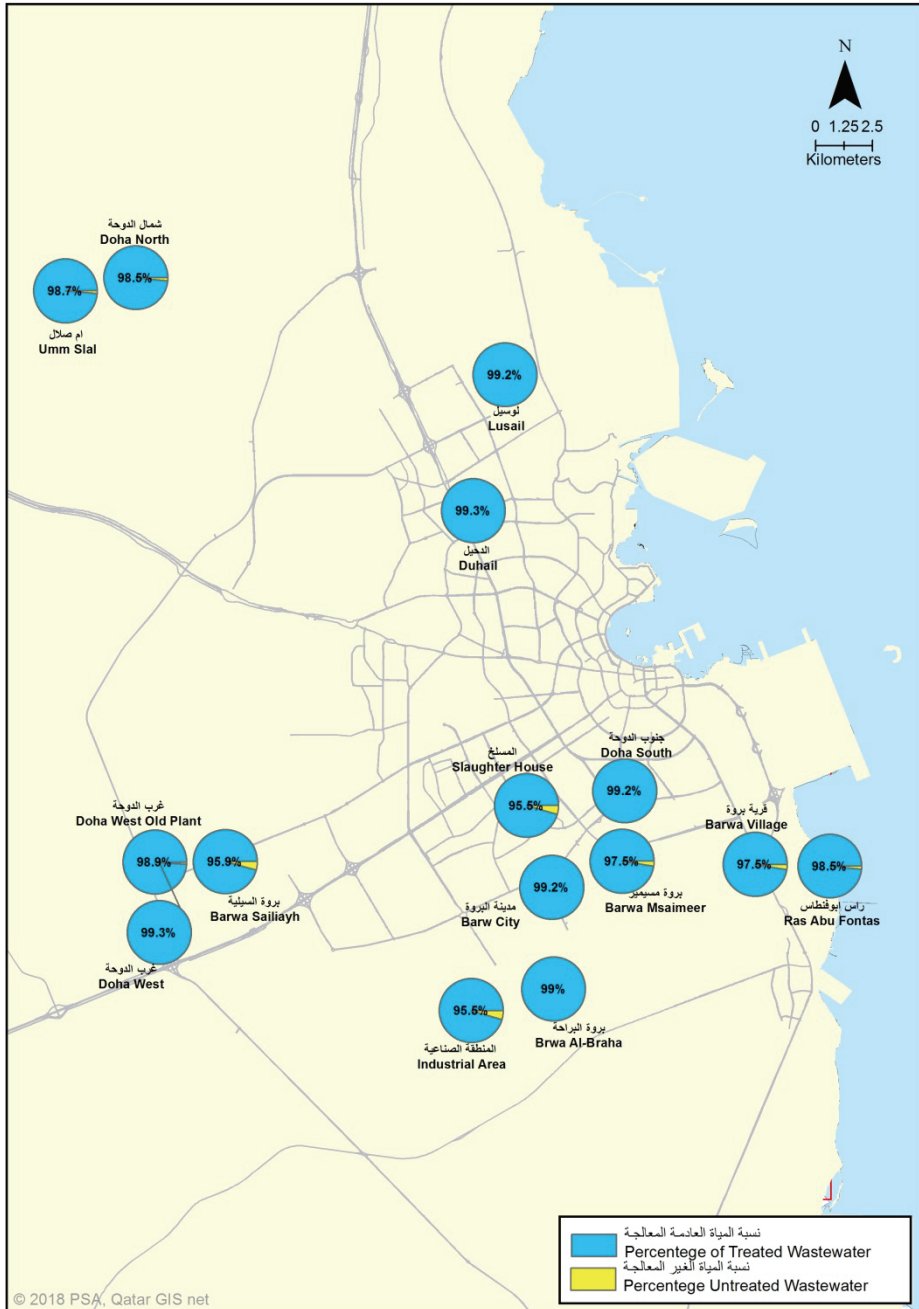 N
0 1.25 2.5
Kilometers
شمال الدوحة
Doha North
98.5%
98.7%
ام صلال
Umm Slal
99.2%
لوسيل
Lusail
99.3%
الدحيل
Duhail
جنوب الدوحة
Doha South
99.2%
المسلخ
Slaughter House
95.5%
غرب الدوحة
Doha West Old Plant
98.9%
95.9%
بروة السيلية
Barwa Sailiayh
قرية بروة
Barwa Village
97.5%
98.5%
راس ابوفنطاس
Ras Abu Fontas
97.5%
بروة مسيمير
Barwa Msaimeer
99.2%
مدينة البروة
Barw City
99.3%
غرب الدوحة
Doha West
99%
بروة البراحة
Brwa Al-Braha
95.5%
المنطقة الصناعية
Industrial Area
نسبة المياة العادمة المعالجة
Percentege of Treated Wastewater
نسبة المياة الغير المعالجة
Percentege Untreated Wastewater
© 2018 PSA, Qatar GIS net